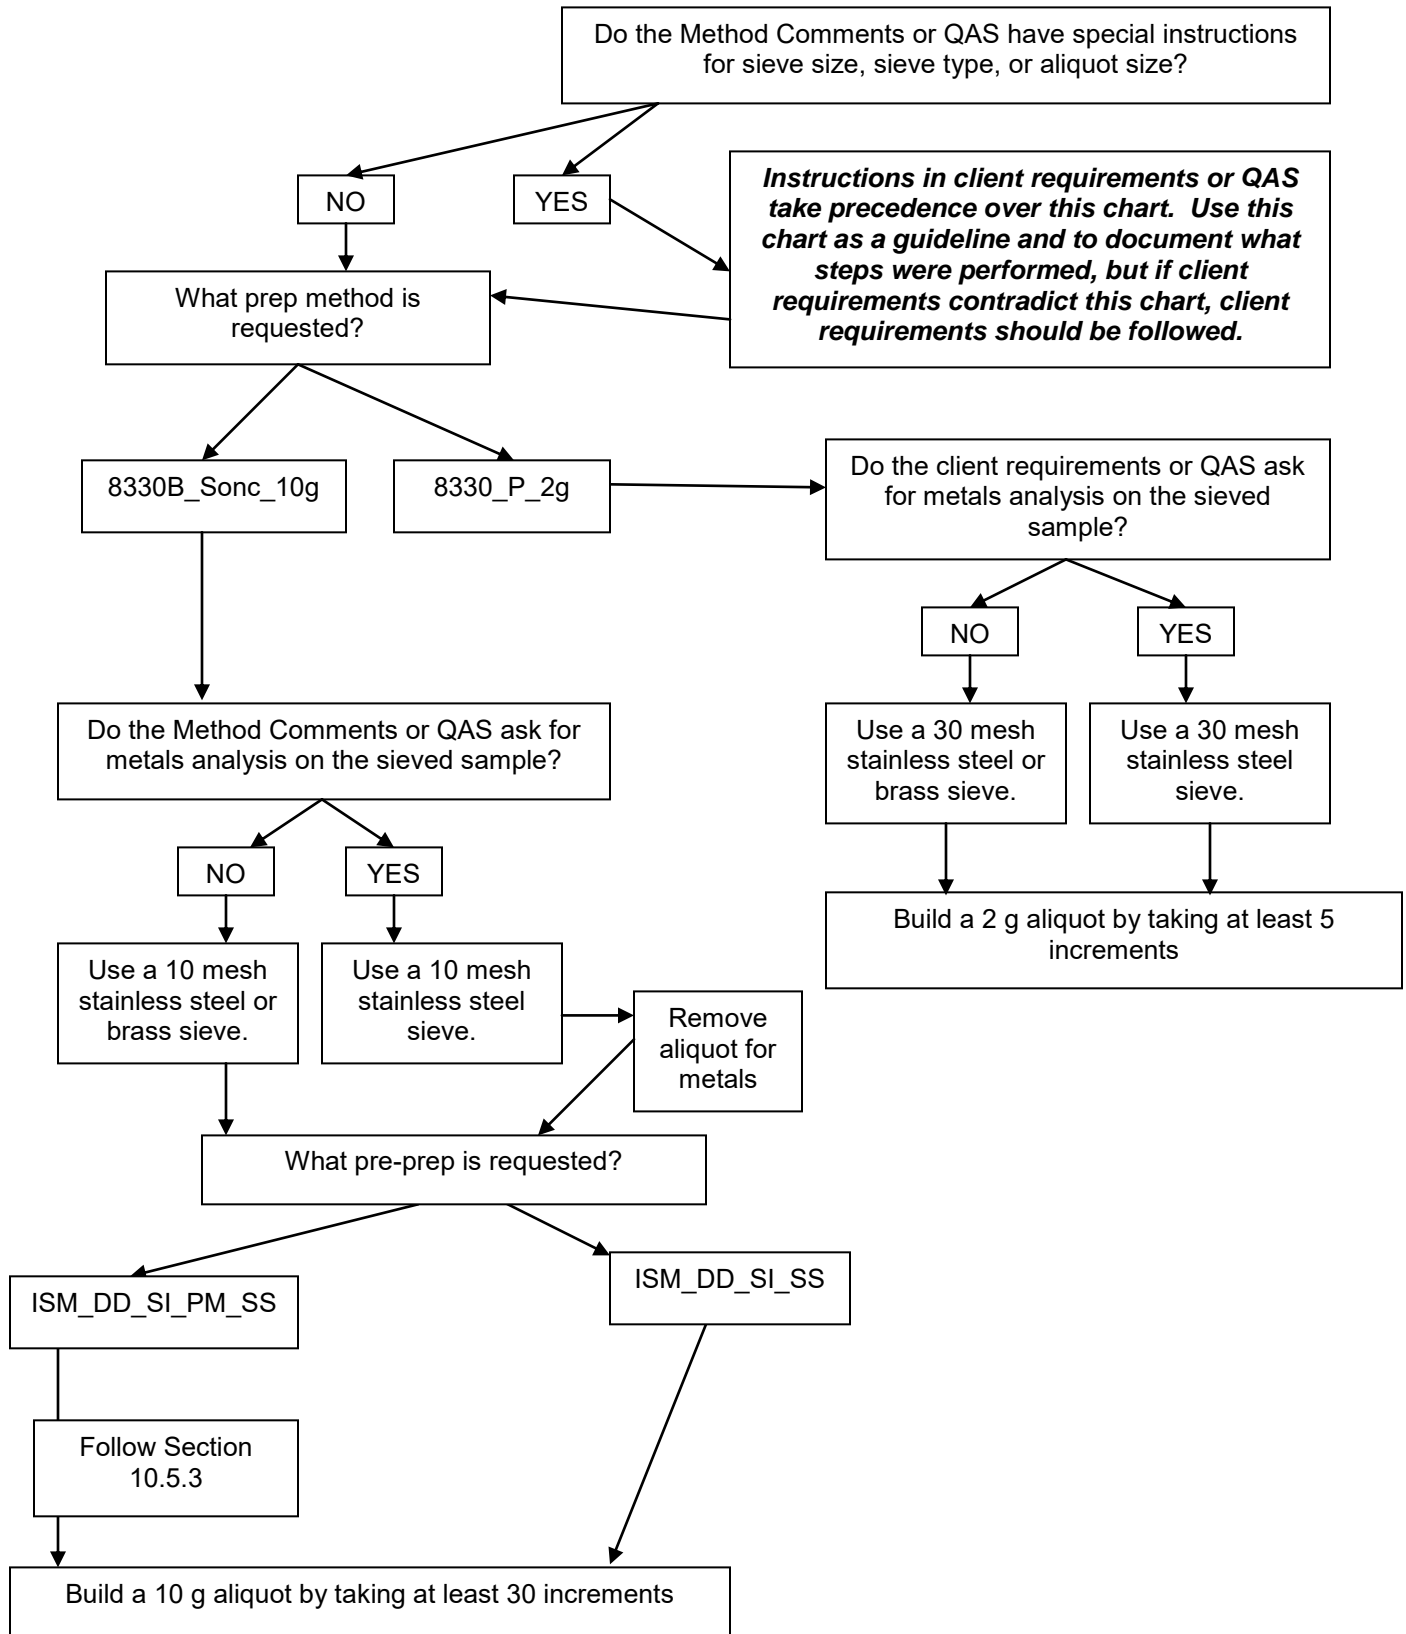 Do the Method Comments or QAS have special instructions
for sieve size, sieve type, or aliquot size?
NO
YES
Instructions in client requirements or QAS
take precedence over this chart. Use this
chart as a guideline and to document what
steps were performed, but if client
requirements contradict this chart, client
requirements should be followed.
What prep method is
requested?
8330B_Sonc_10g
8330_P_2g
Do the client requirements or QAS ask
for metals analysis on the sieved
sample?
NO
YES
Use a 30 mesh
stainless steel or
brass sieve.
Use a 30 mesh
stainless steel
sieve.
Build a 2 g aliquot by taking at least 5
increments
Do the Method Comments or QAS ask for
metals analysis on the sieved sample?
NO
YES
Use a 10 mesh
stainless steel or
brass sieve.
Use a 10 mesh
stainless steel
sieve.
Remove
aliquot for
metals
What pre-prep is requested?
ISM_DD_SI_PM_SS
ISM_DD_SI_SS
Follow Section
10.5.3
Build a 10 g aliquot by taking at least 30 increments